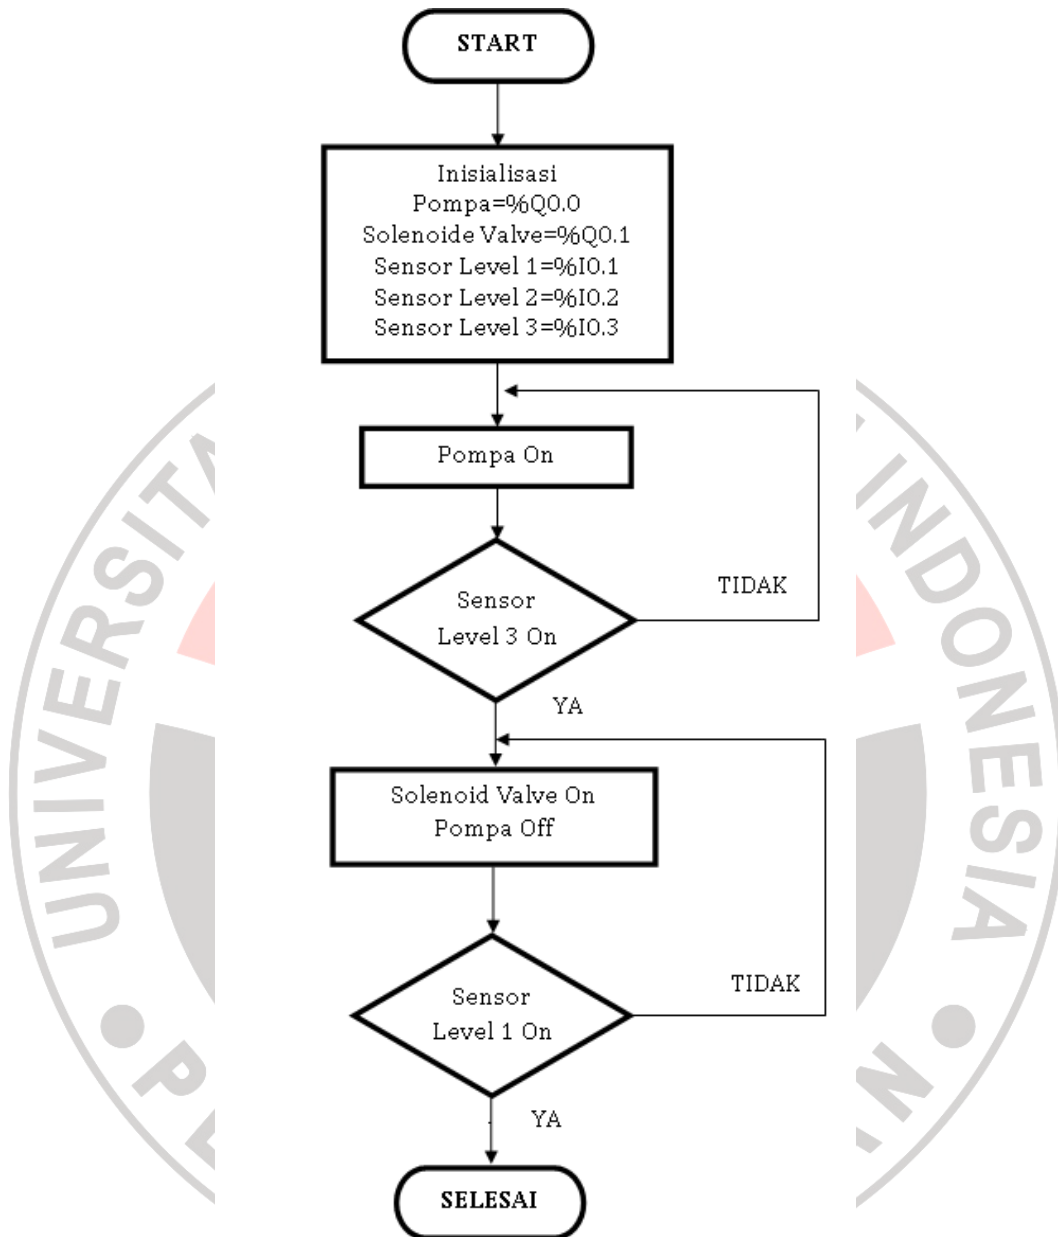 START
Inisialisasi
Pompa=%Q0.0
Solenoide Valve=%Q0.1
Sensor Level 1=%I0.1
Sensor Level 2=%I0.2
Sensor Level 3=%I0.3
Pompa On
Sensor
Level 3 On
TIDAK
YA
Solenoid Valve On
Pompa Off
Sensor
Level 1 On
TIDAK
YA
SELESAI
INDONESIA